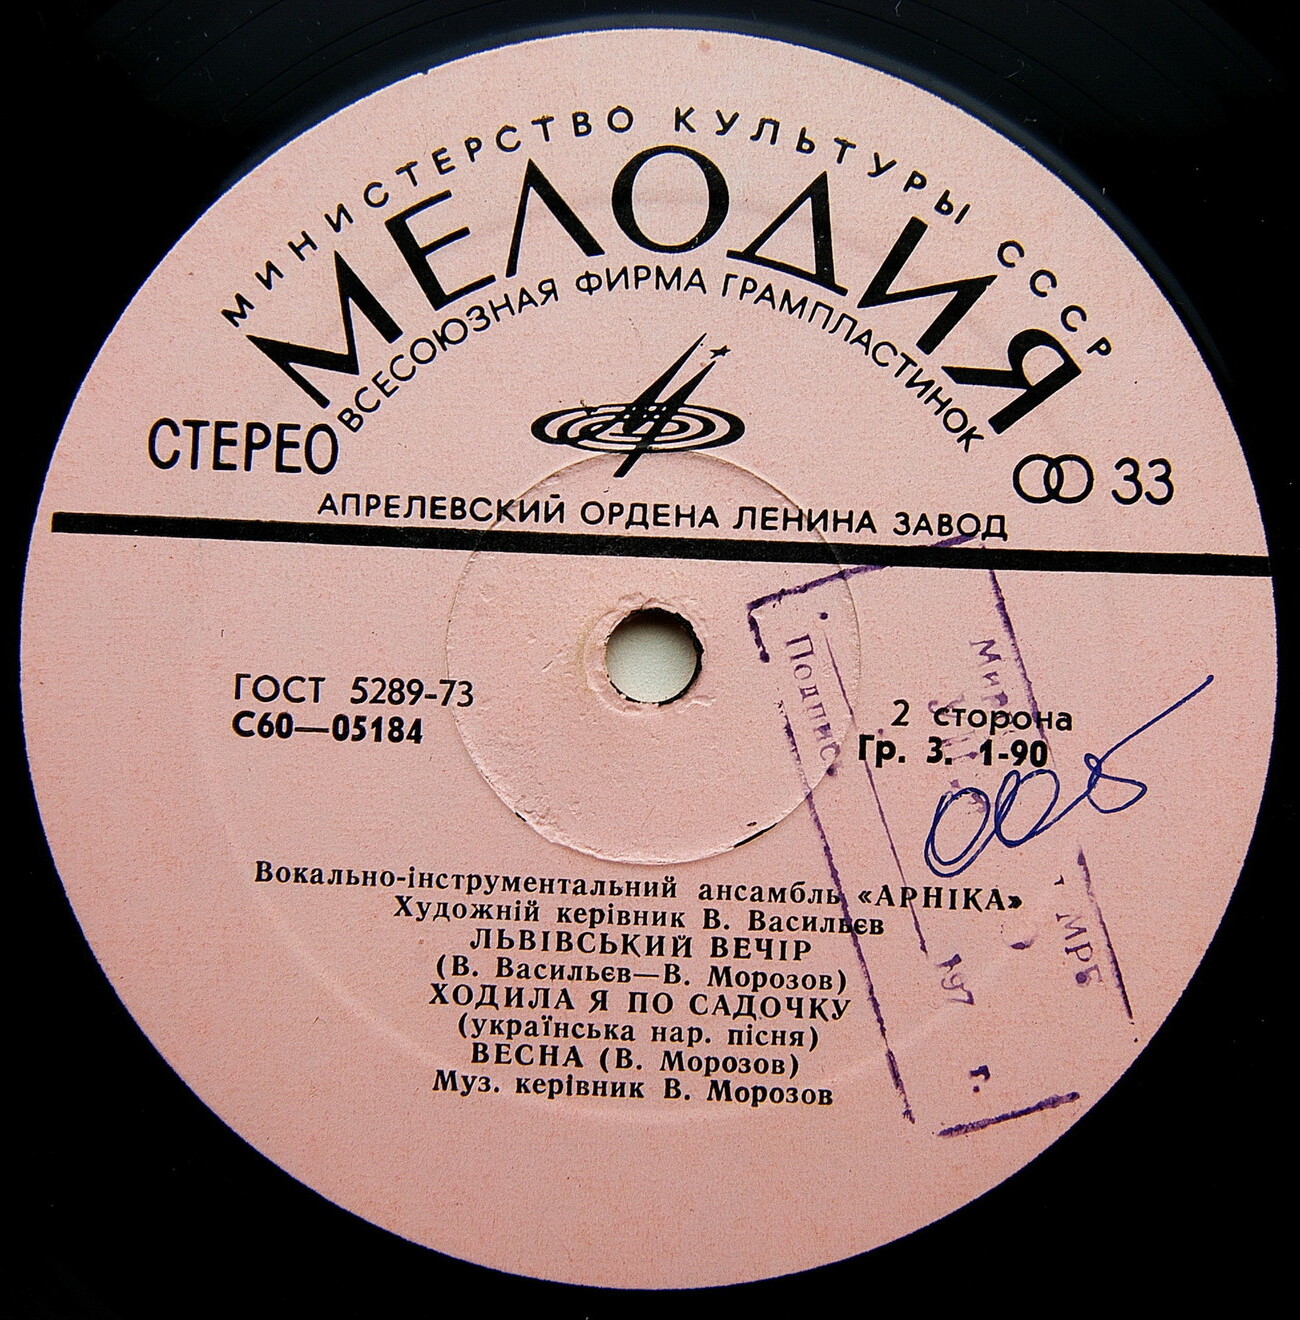 МИНИСТЕРСТВО КУЛЬТУРЫ СССР
МЕЛОДИЯ
ВСЕСОЮЗНАЯ ФИРМА ГРАМПЛАСТИНОК
СТЕРЕО
33
АПРЕЛЕВСКИЙ ОРДЕНА ЛЕНИНА ЗАВОД
ГОСТ 5289-73
С60—05184
2 сторона
Гр. 3. 1-90
Вокально-інструментальний ансамбль «АРНІКА»
Художній керівник В. Васильєв
ЛЬВІВСЬКИЙ ВЕЧІР
(В. Васильєв—В. Морозов)
ХОДИЛА Я ПО САДОЧКУ
(українська нар. пісня)
ВЕСНА (В. Морозов)
Муз. керівник В. Морозов
МРБ
197 г.